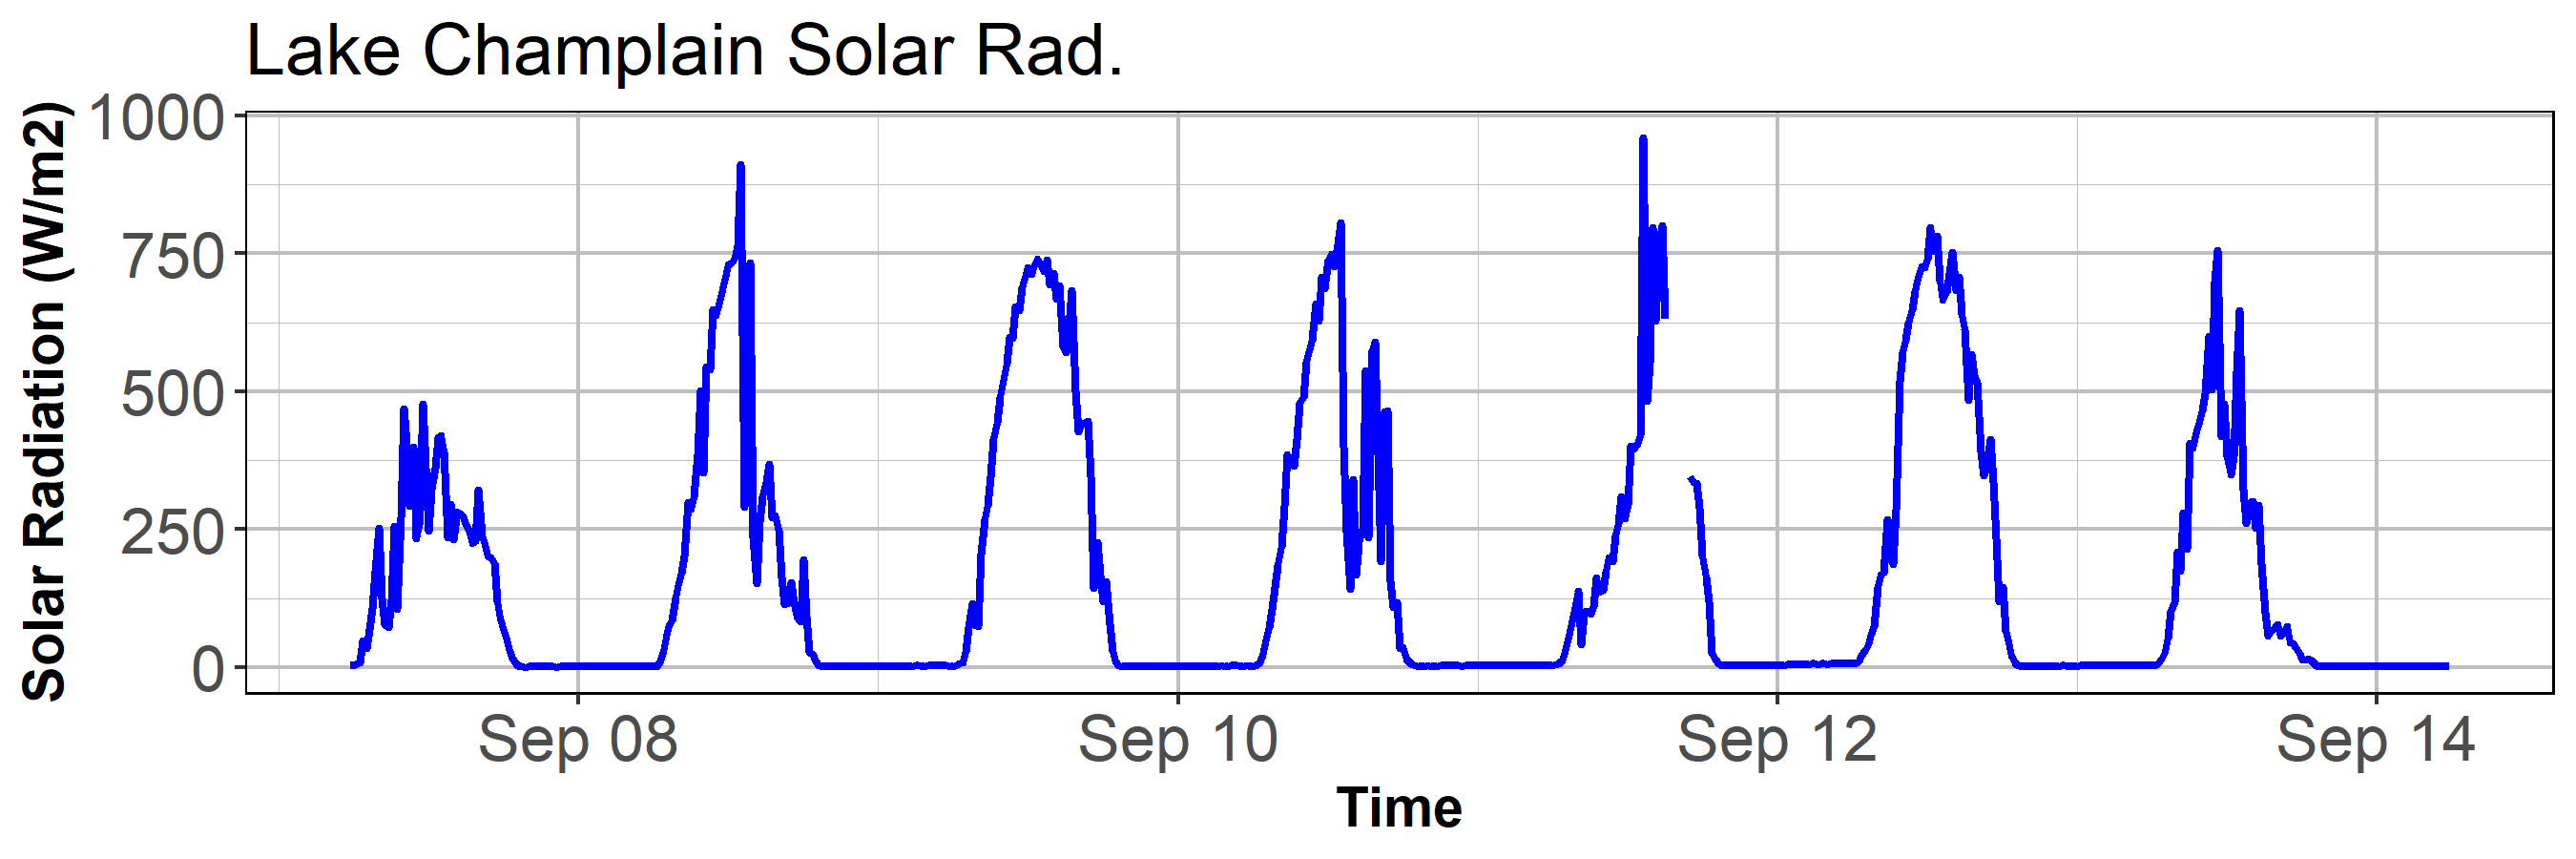 Lake Champlain Solar Rad.
Solar Radiation (W/m2)
1000
750
500
250
0
Sep 08 Sep 10 Sep 12 Sep 14
Time